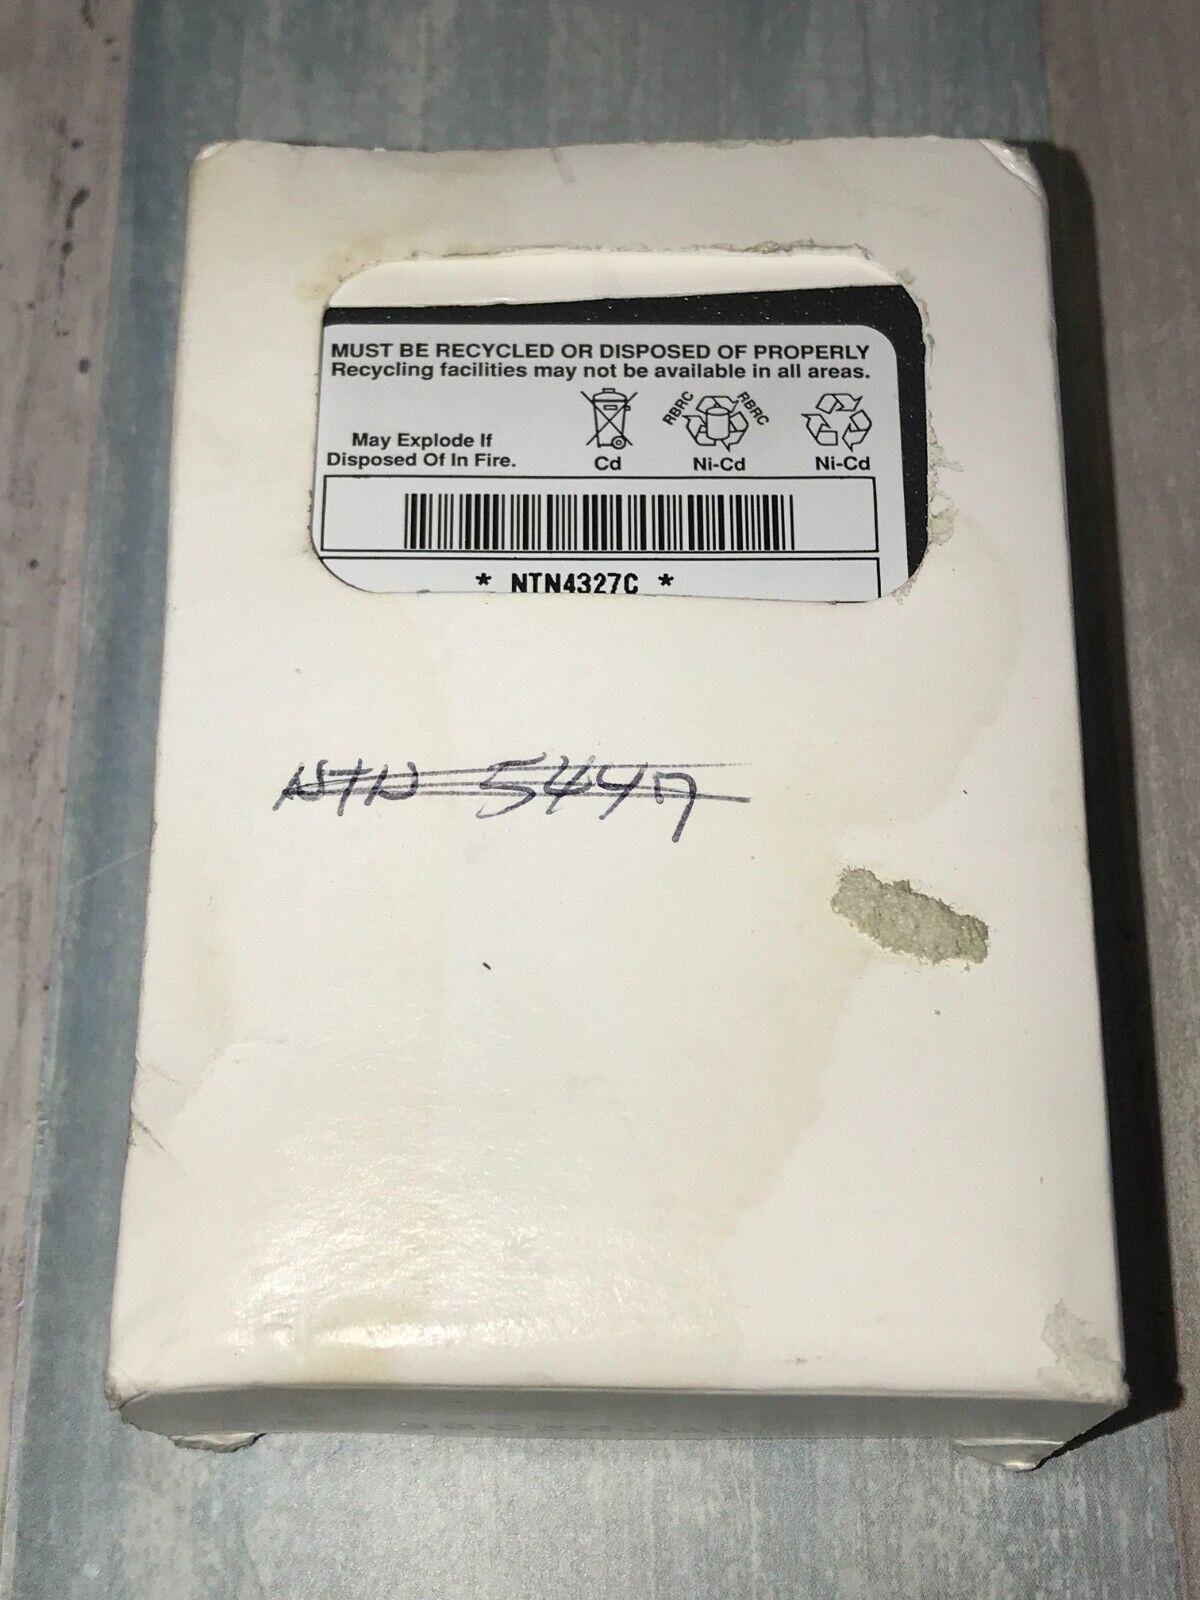 MUST BE RECYCLED OR DISPOSED OF PROPERLY
Recycling facilities may not be available in all areas.
RBRC RBRC
May Explode If
Disposed Of In Fire.
Cd Ni-Cd Ni-Cd
* NTN4327C *
NTN 5447